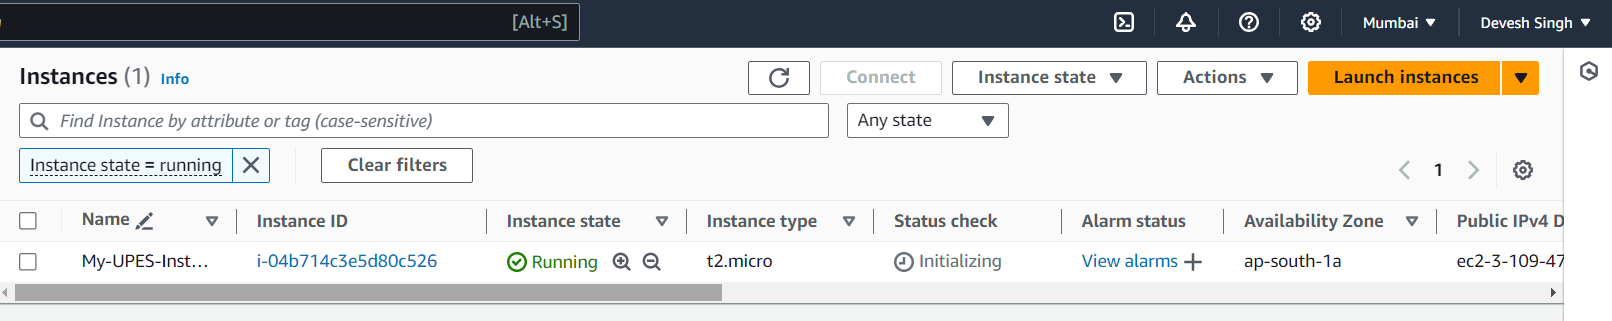 [Alt+S] Mumbai Devesh Singh
Instances (1) Info Connect Instance state Actions Launch instances
Find Instance by attribute or tag (case-sensitive) Any state
Instance state = running Clear filters 1
Name Instance ID Instance state Instance type Status check Alarm status Availability Zone Public IPv4 D
My-UPES-Inst... i-04b714c3e5d80c526 Running t2.micro Initializing View alarms ap-south-1a ec2-3-109-47